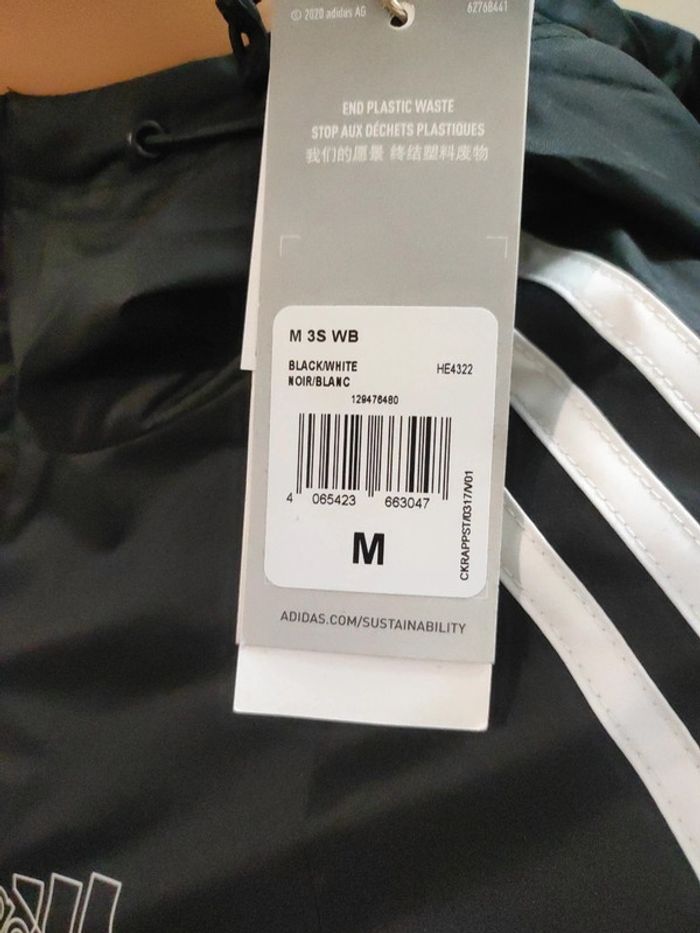 © 2020 adidas AG
62768441
END PLASTIC WASTE
STOP AUX DÉCHETS PLASTIQUES
我们的愿景 终结塑料废物
M 3S WB
BLACK/WHITE
HE4322
NOIR/BLANC
129476480
4 065423 663047
CKRAPPST/0317/V01
M
ADIDAS.COM/SUSTAINABILITY